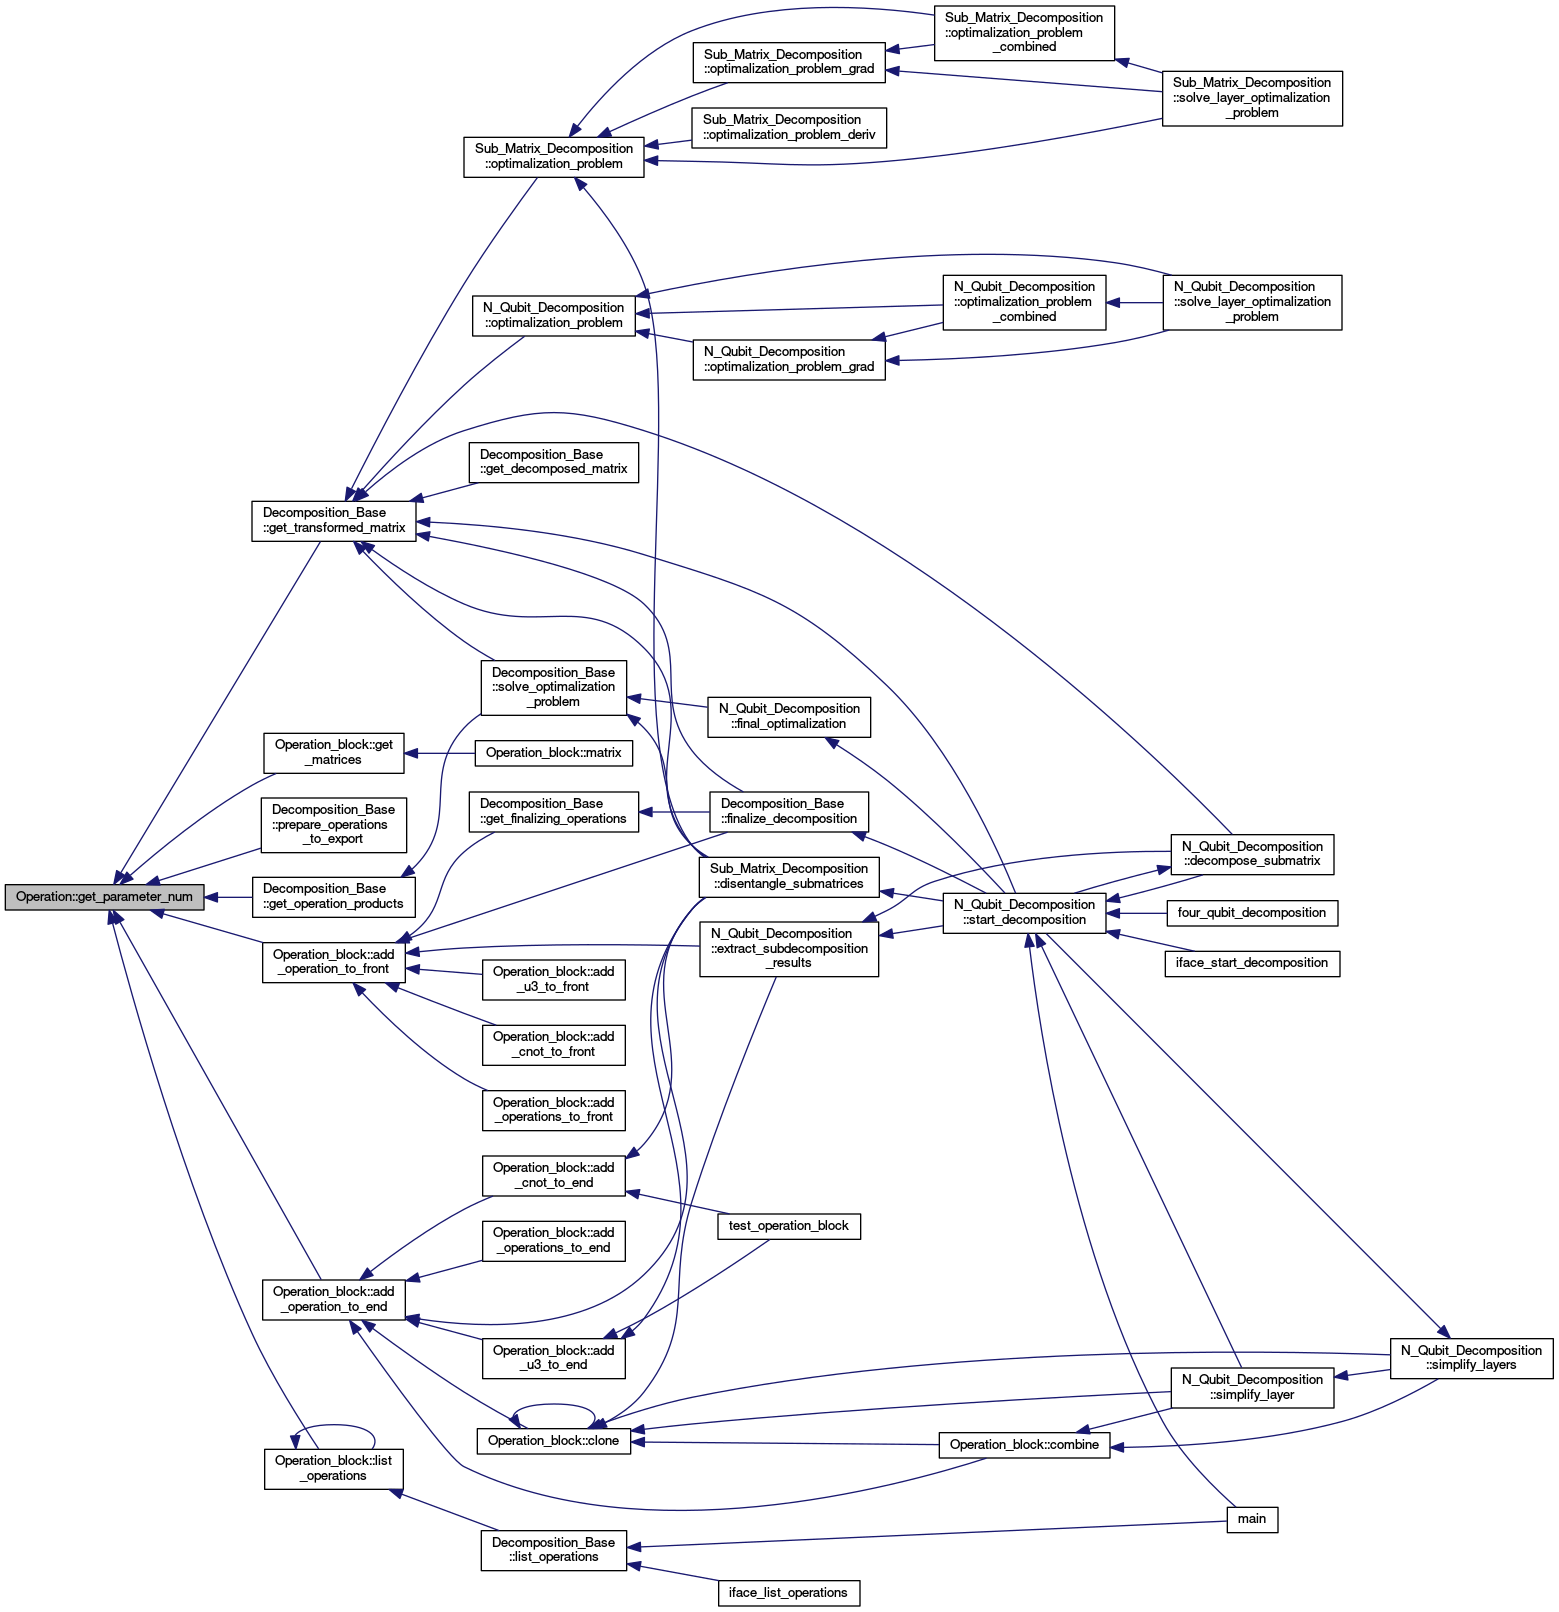 Sub_Matrix_Decomposition
::optimalization_problem
_combined
Sub_Matrix_Decomposition
::optimalization_problem_grad
Sub_Matrix_Decomposition
::solve_layer_optimalization
_problem
Sub_Matrix_Decomposition
::optimalization_problem_deriv
Sub_Matrix_Decomposition
::optimalization_problem
N_Qubit_Decomposition
::optimalization_problem
N_Qubit_Decomposition
::optimalization_problem
_combined
N_Qubit_Decomposition
::solve_layer_optimalization
_problem
N_Qubit_Decomposition
::optimalization_problem_grad
Decomposition_Base
::get_decomposed_matrix
Decomposition_Base
::get_transformed_matrix
Decomposition_Base
::solve_optimalization
_problem
N_Qubit_Decomposition
::final_optimalization
Operation_block::get
_matrices
Operation_block::matrix
Decomposition_Base
::prepare_operations
_to_export
Decomposition_Base
::get_finalizing_operations
Decomposition_Base
::finalize_decomposition
N_Qubit_Decomposition
::decompose_submatrix
Sub_Matrix_Decomposition
::disentangle_submatrices
Operation::get_parameter_num
Decomposition_Base
::get_operation_products
N_Qubit_Decomposition
::start_decomposition
four_qubit_decomposition
Operation_block::add
_operation_to_front
N_Qubit_Decomposition
::extract_subdecomposition
_results
iface_start_decomposition
Operation_block::add
_u3_to_front
Operation_block::add
_cnot_to_front
Operation_block::add
_operations_to_front
Operation_block::add
_cnot_to_end
test_operation_block
Operation_block::add
_operations_to_end
Operation_block::add
_operation_to_end
Operation_block::add
_u3_to_end
N_Qubit_Decomposition
::simplify_layers
N_Qubit_Decomposition
::simplify_layer
Operation_block::clone
Operation_block::combine
Operation_block::list
_operations
main
Decomposition_Base
::list_operations
iface_list_operations